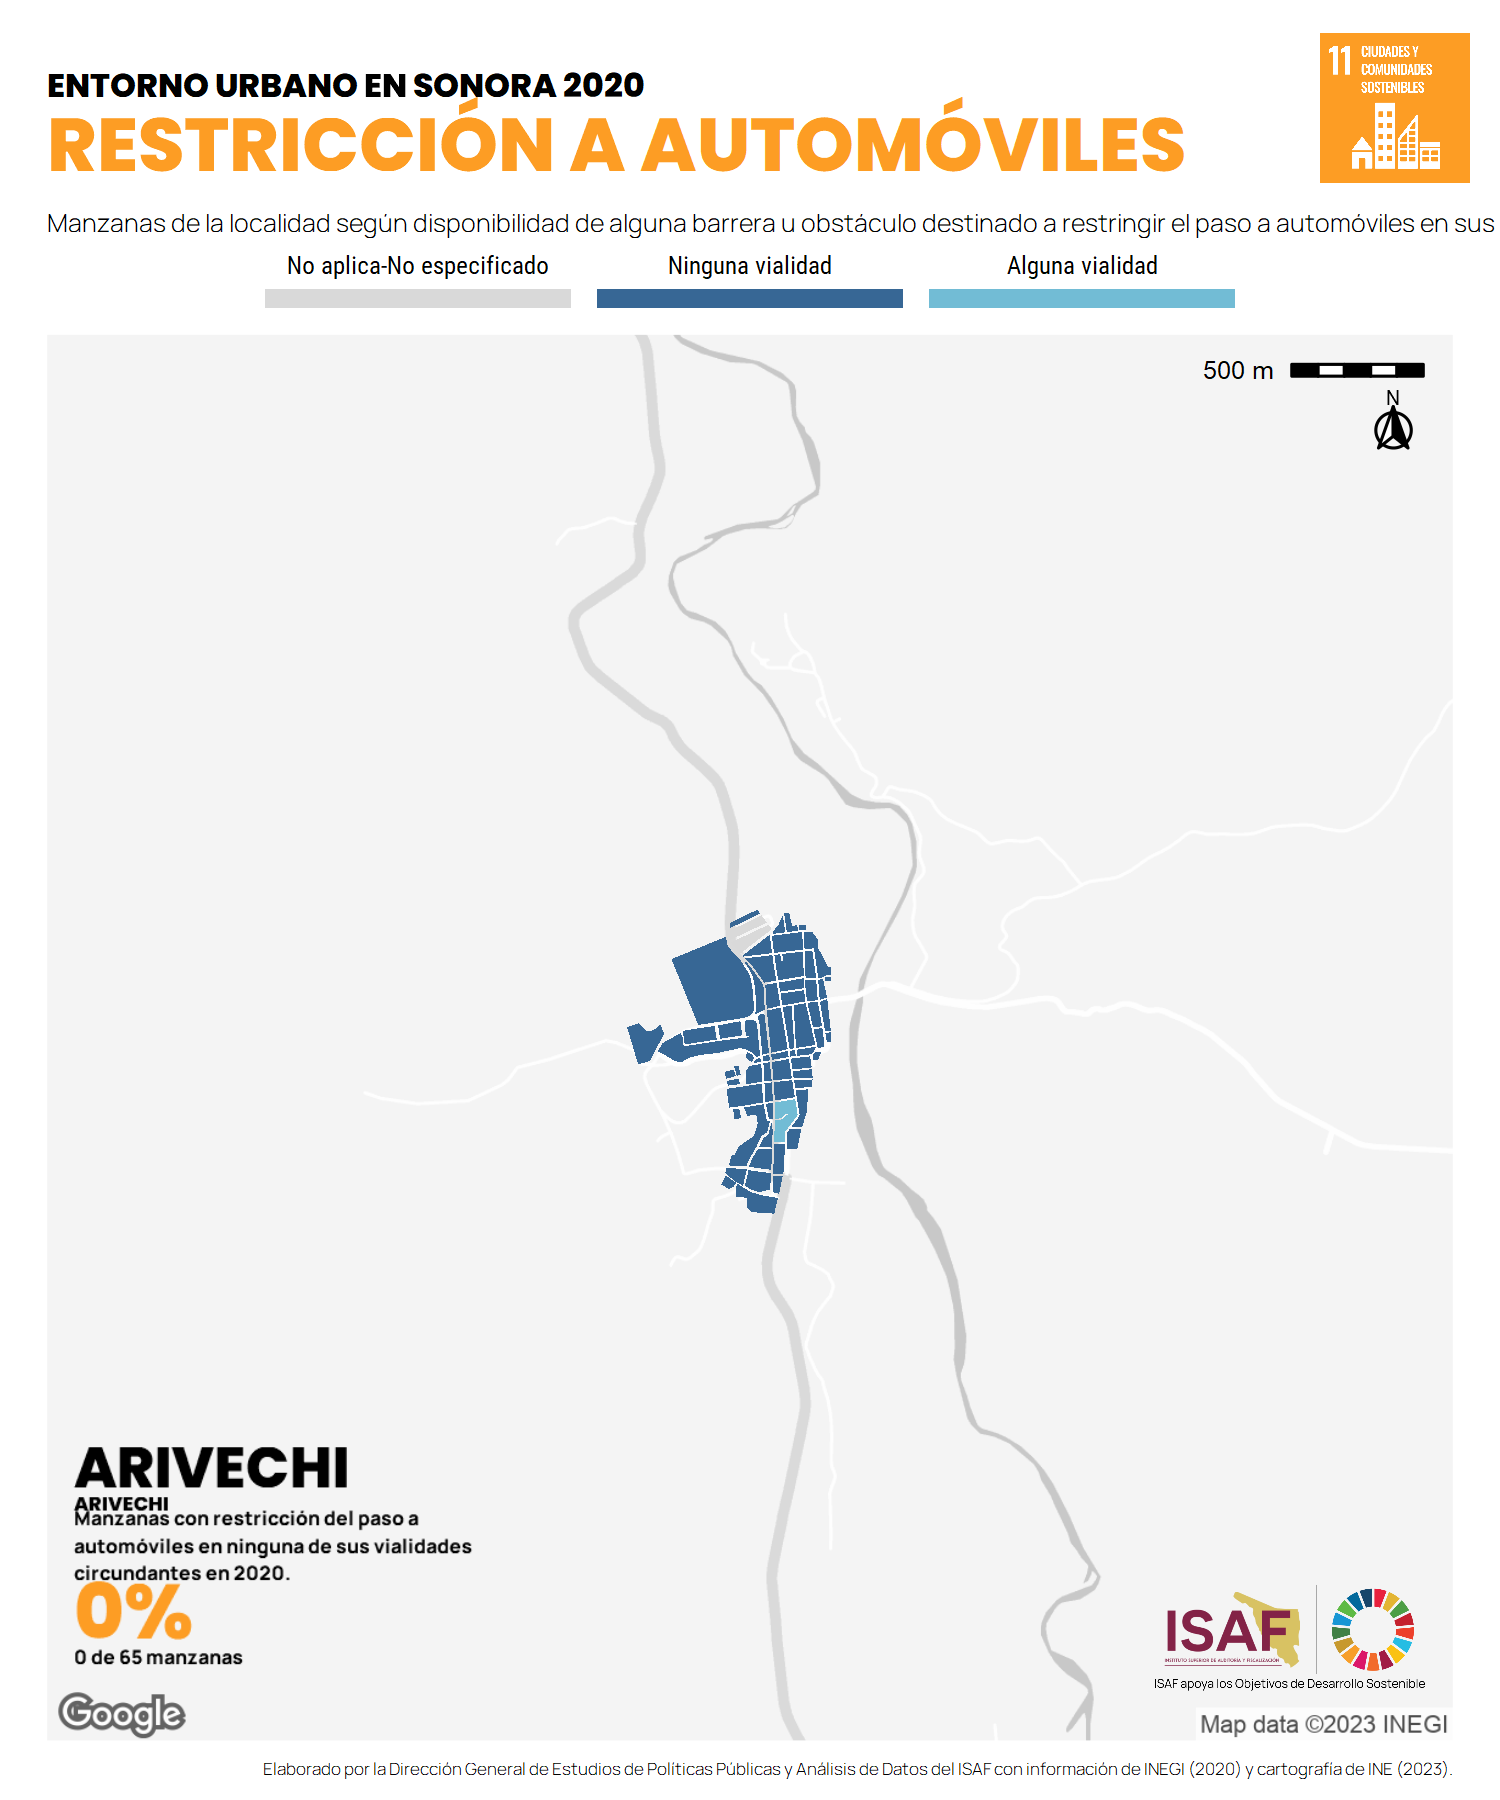 ENTORNO URBANO EN SONORA 2020
RESTRICCIÓN A AUTOMÓVILES
11 CIUDADES Y
COMUNIDADES
SOSTENIBLES
Manzanas de la localidad según disponibilidad de alguna barrera u obstáculo destinado a restringir el paso a automóviles en sus
No aplica-No especificado
Ninguna vialidad
Alguna vialidad
500 m
N
ARIVECHI
ARIVECHI
Manzanas con restricción del paso a
automóviles en ninguna de sus vialidades
circundantes en 2020.
0%
0 de 65 manzanas
ISAF
INSTITUTO SUPERIOR DE AUDITORÍA Y FISCALIZACIÓN
ISAF apoya los Objetivos de Desarrollo Sostenible
Google
Map data ©2023 INEGI
Elaborado por la Dirección General de Estudios de Políticas Públicas y Análisis de Datos del ISAF con información de INEGI (2020) y cartografía de INE (2023).